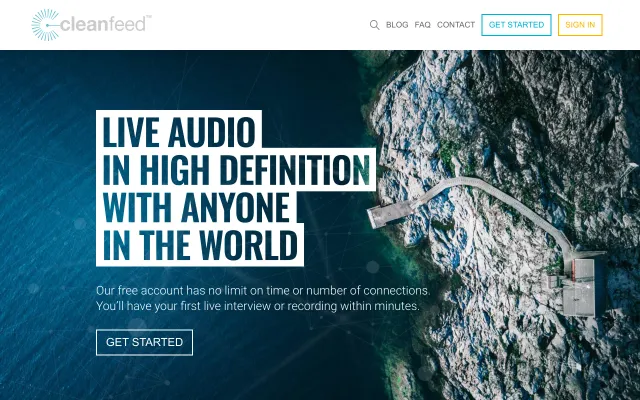 cleanfeed™
BLOG FAQ CONTACT GET STARTED SIGN IN
LIVE AUDIO
IN HIGH DEFINITION
WITH ANYONE
IN THE WORLD
Our free account has no limit on time or number of connections.
You'll have your first live interview or recording within minutes.
GET STARTED